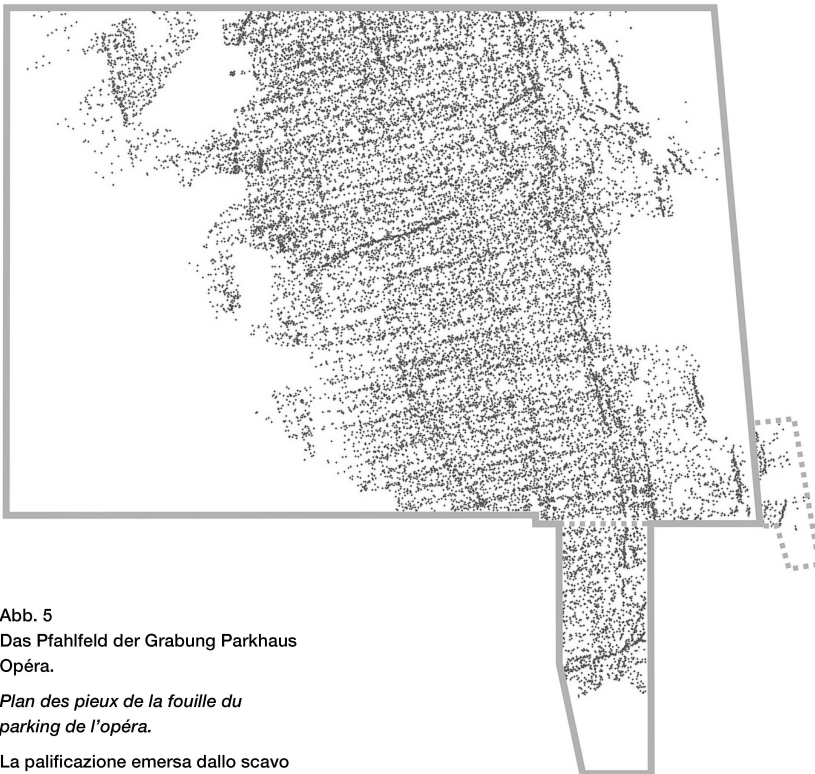 Abb. 5
Das Pfahlfeld der Grabung Parkhaus
Opéra.
Plan des pieux de la fouille du
parking de l'opéra.
La palificazione emersa dallo scavo